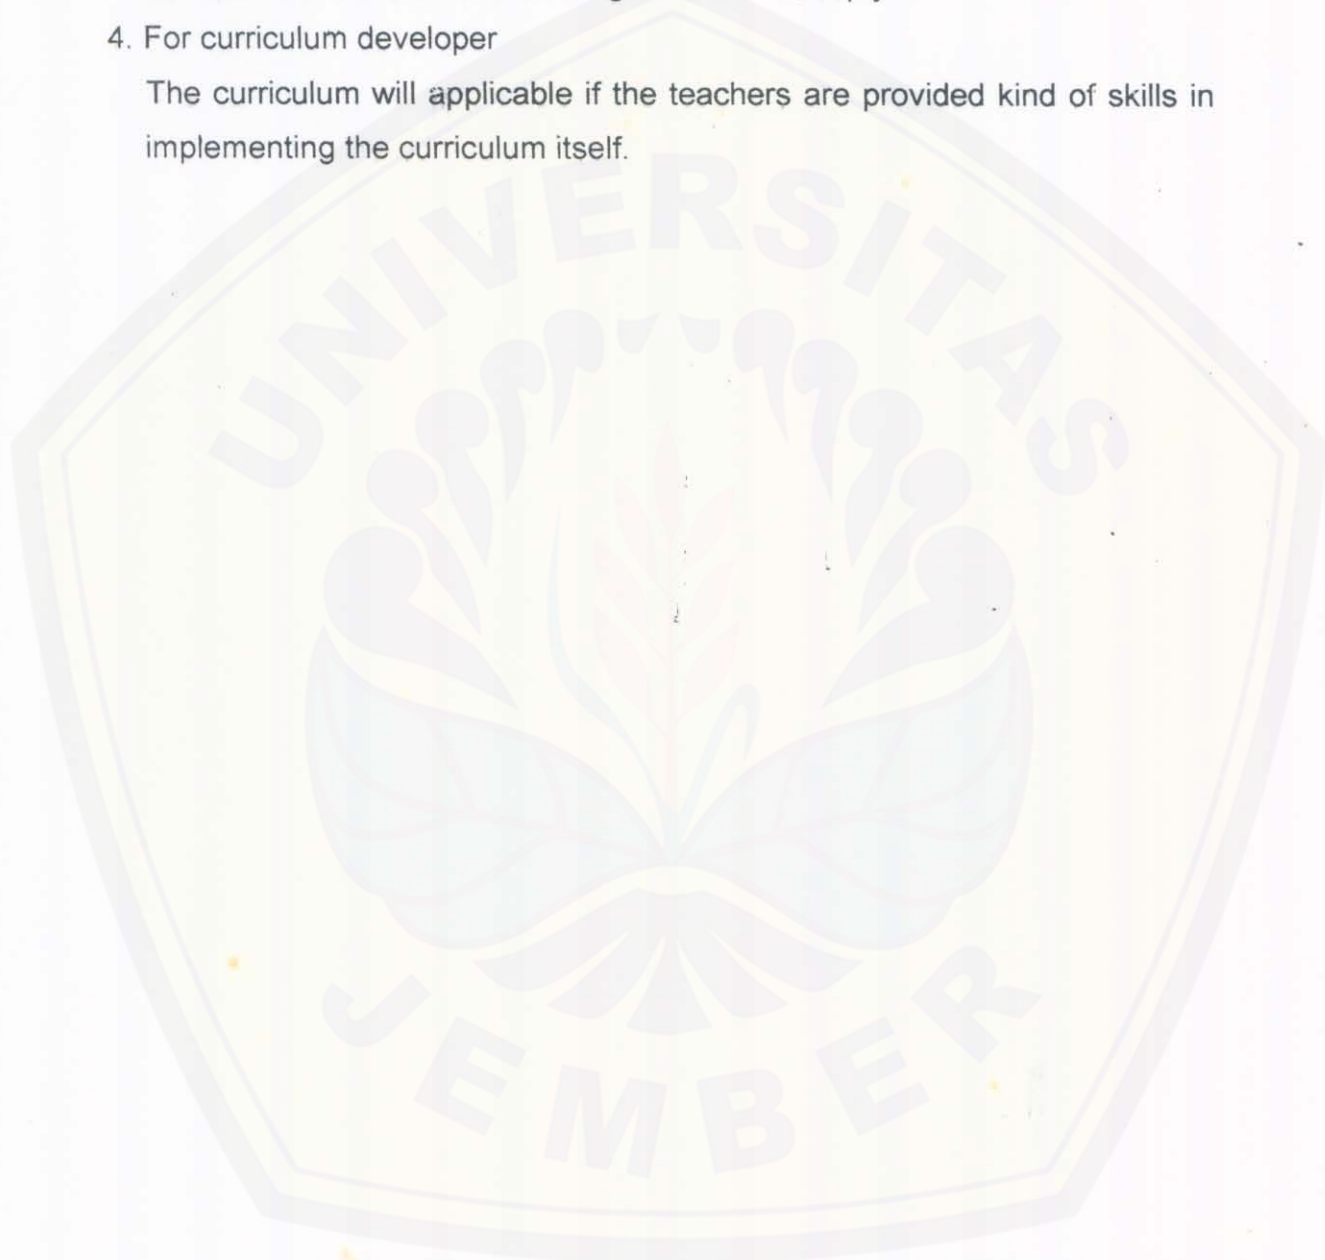 4. For curriculum developer
The curriculum will applicable if the teachers are provided kind of skills in
implementing the curriculum itself.
UNIVERSITAS
JEMBER